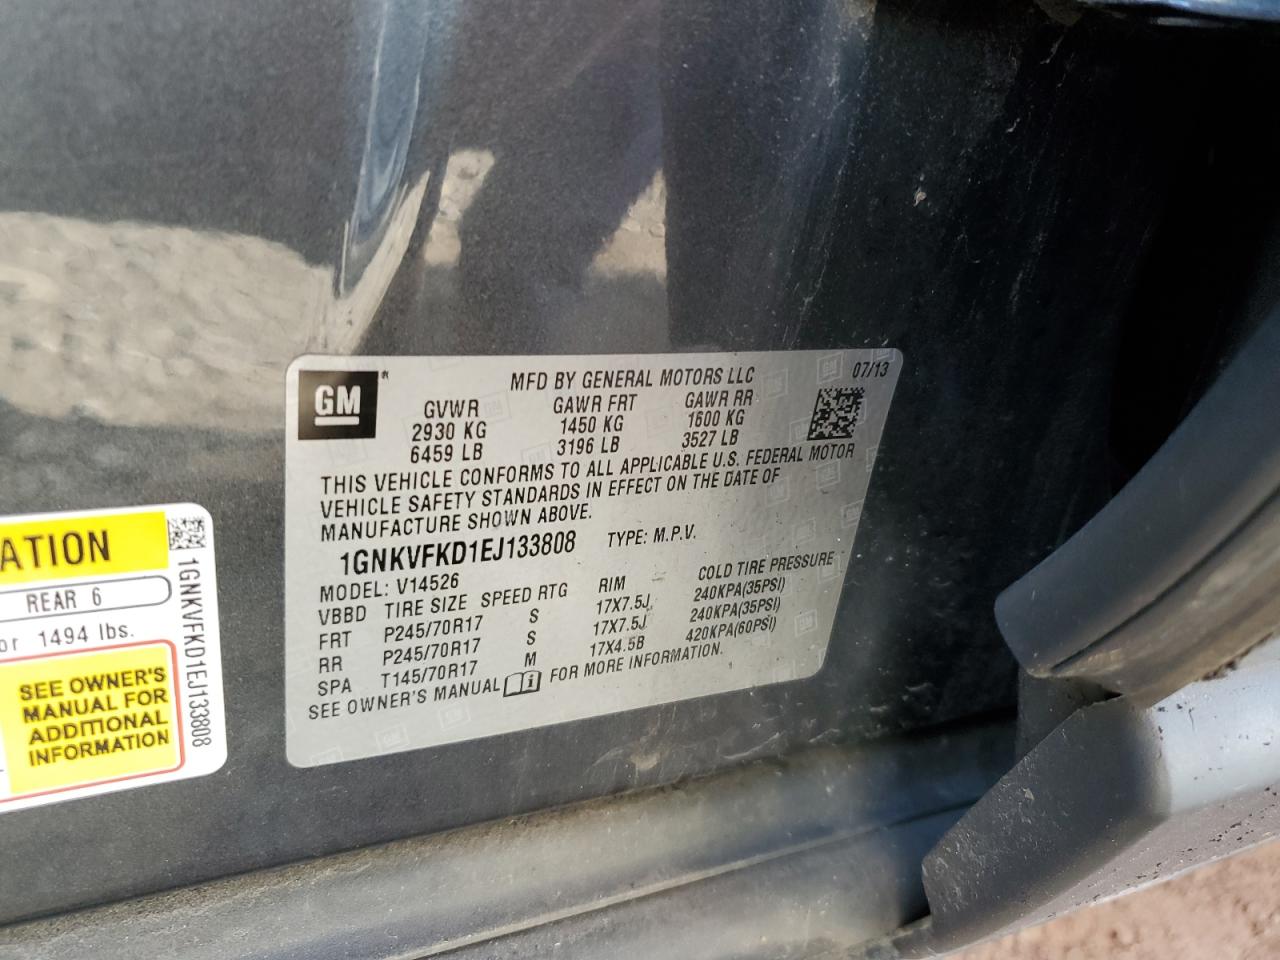 GM
MFD BY GENERAL MOTORS LLC
07/13
GVWR GAWR FRT GAWR RR
2930 KG 1450 KG 1600 KG
6459 LB 3196 LB 3527 LB
THIS VEHICLE CONFORMS TO ALL APPLICABLE U.S. FEDERAL MOTOR
VEHICLE SAFETY STANDARDS IN EFFECT ON THE DATE OF
MANUFACTURE SHOWN ABOVE.
1GNKVFKD1EJ133808 TYPE: M.P.V.
MODEL: V14526
VBBD TIRE SIZE SPEED RTG RIM COLD TIRE PRESSURE
FRT P245/70R17 S 17X7.5J 240KPA(35PSI)
RR P245/70R17 S 17X7.5J 240KPA(35PSI)
SPA T145/70R17 M 17X4.5B 420KPA(60PSI)
SEE OWNER'S MANUAL FOR MORE INFORMATION.
ATION
REAR 6
or 1494 lbs.
SEE OWNER'S
MANUAL FOR
ADDITIONAL
INFORMATION
1GNKVFKD1EJ133808